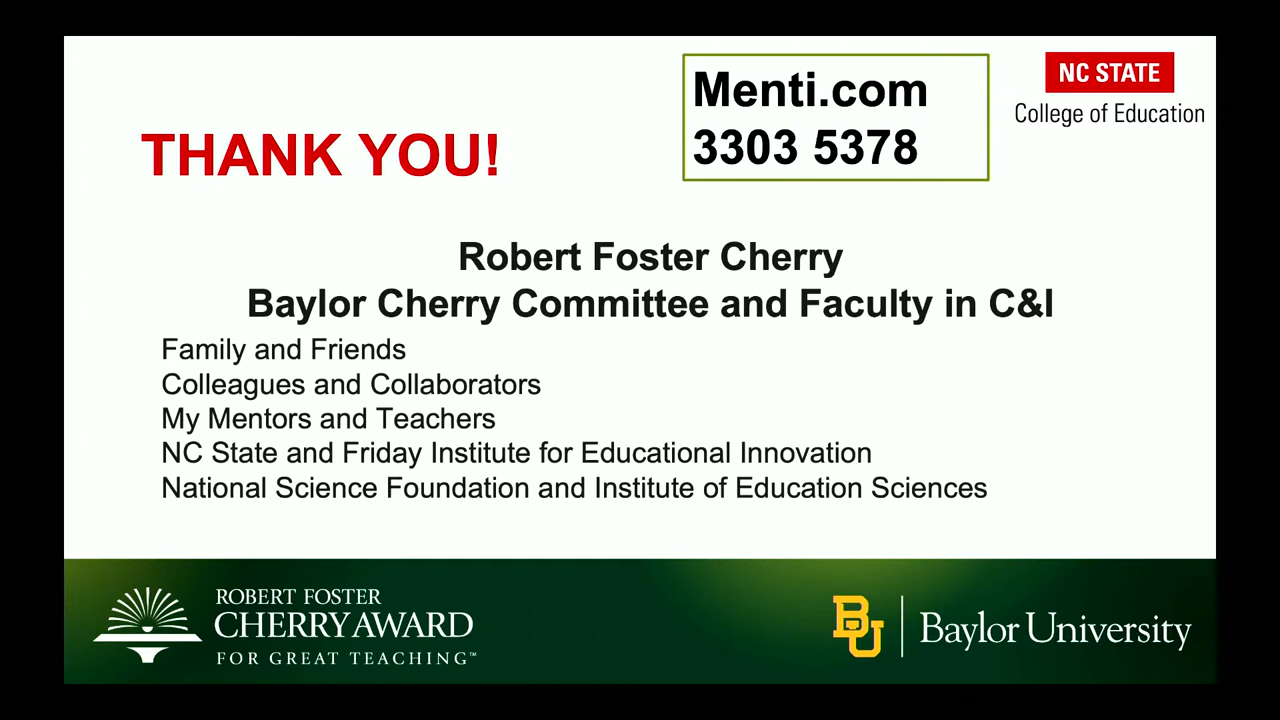 Menti.com
3303 5378
NC STATE
College of Education
THANK YOU!
Robert Foster Cherry
Baylor Cherry Committee and Faculty in C&I
Family and Friends
Colleagues and Collaborators
My Mentors and Teachers
NC State and Friday Institute for Educational Innovation
National Science Foundation and Institute of Education Sciences
ROBERT FOSTER
CHERRY AWARD
FOR GREAT TEACHING™
BU
Baylor University